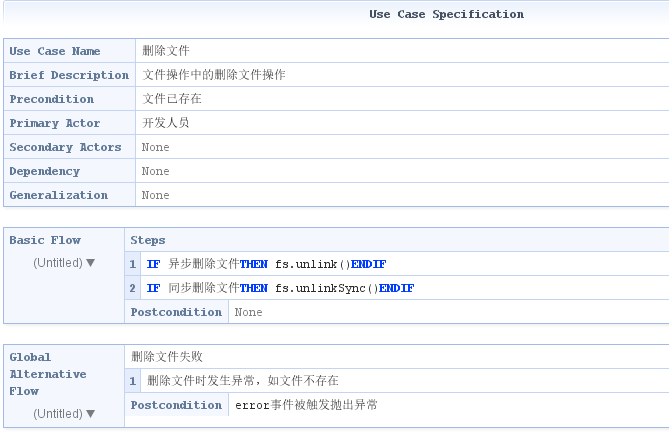 Use Case Specification
Use Case Name 删除文件
Brief Description 文件操作中的删除文件操作
Precondition 文件已存在
Primary Actor 开发人员
Secondary Actors None
Dependency None
Generalization None
Basic Flow Steps
(Untitled) ▼
1 IF 异步删除文件THEN fs.unlink()ENDIF
2 IF 同步删除文件THEN fs.unlinkSync()ENDIF
Postcondition None
Global Alternative Flow
删除文件失败
1 删除文件时发生异常，如文件不存在
(Untitled) ▼
Postcondition error事件被触发抛出异常